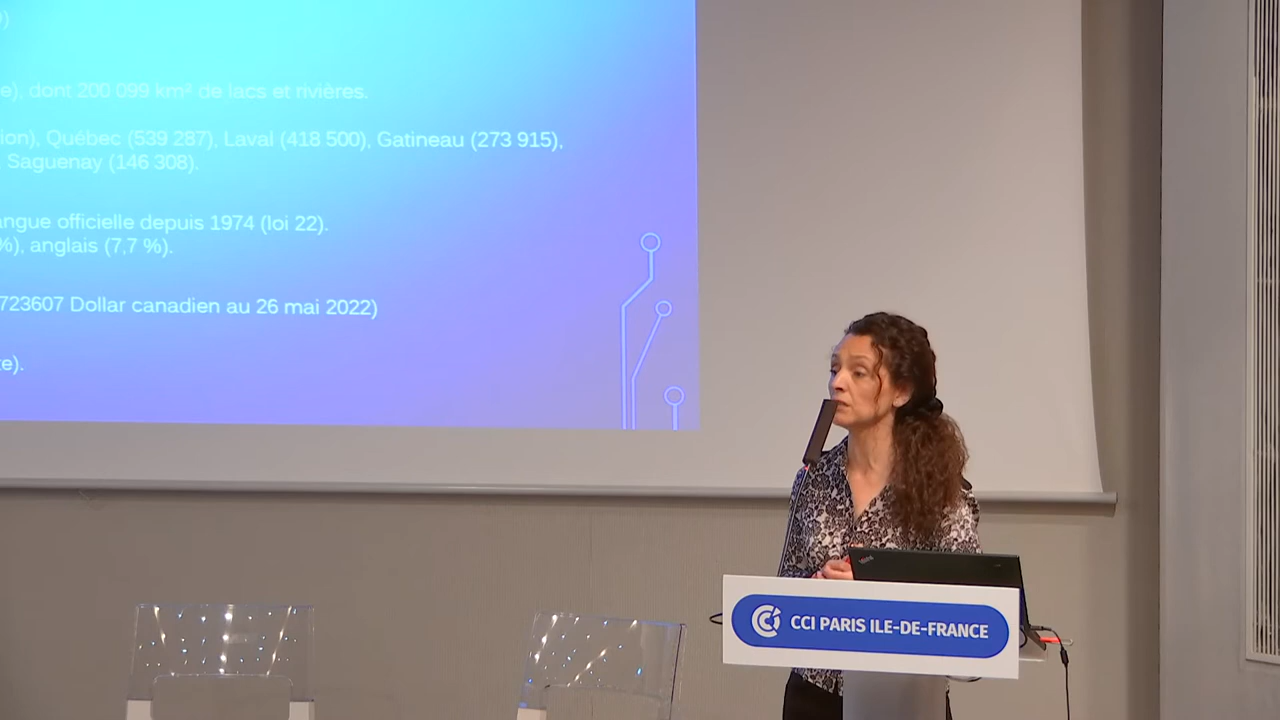 e), dont 200 099 km² de lacs et rivières.
ion), Québec (539 287), Laval (418 500), Gatineau (273 915),
Saguenay (146 308).
angue officielle depuis 1974 (loi 22).
%), anglais (7,7 %).
723607 Dollar canadien au 26 mai 2022)
te).
CCI PARIS ILE-DE-FRANCE